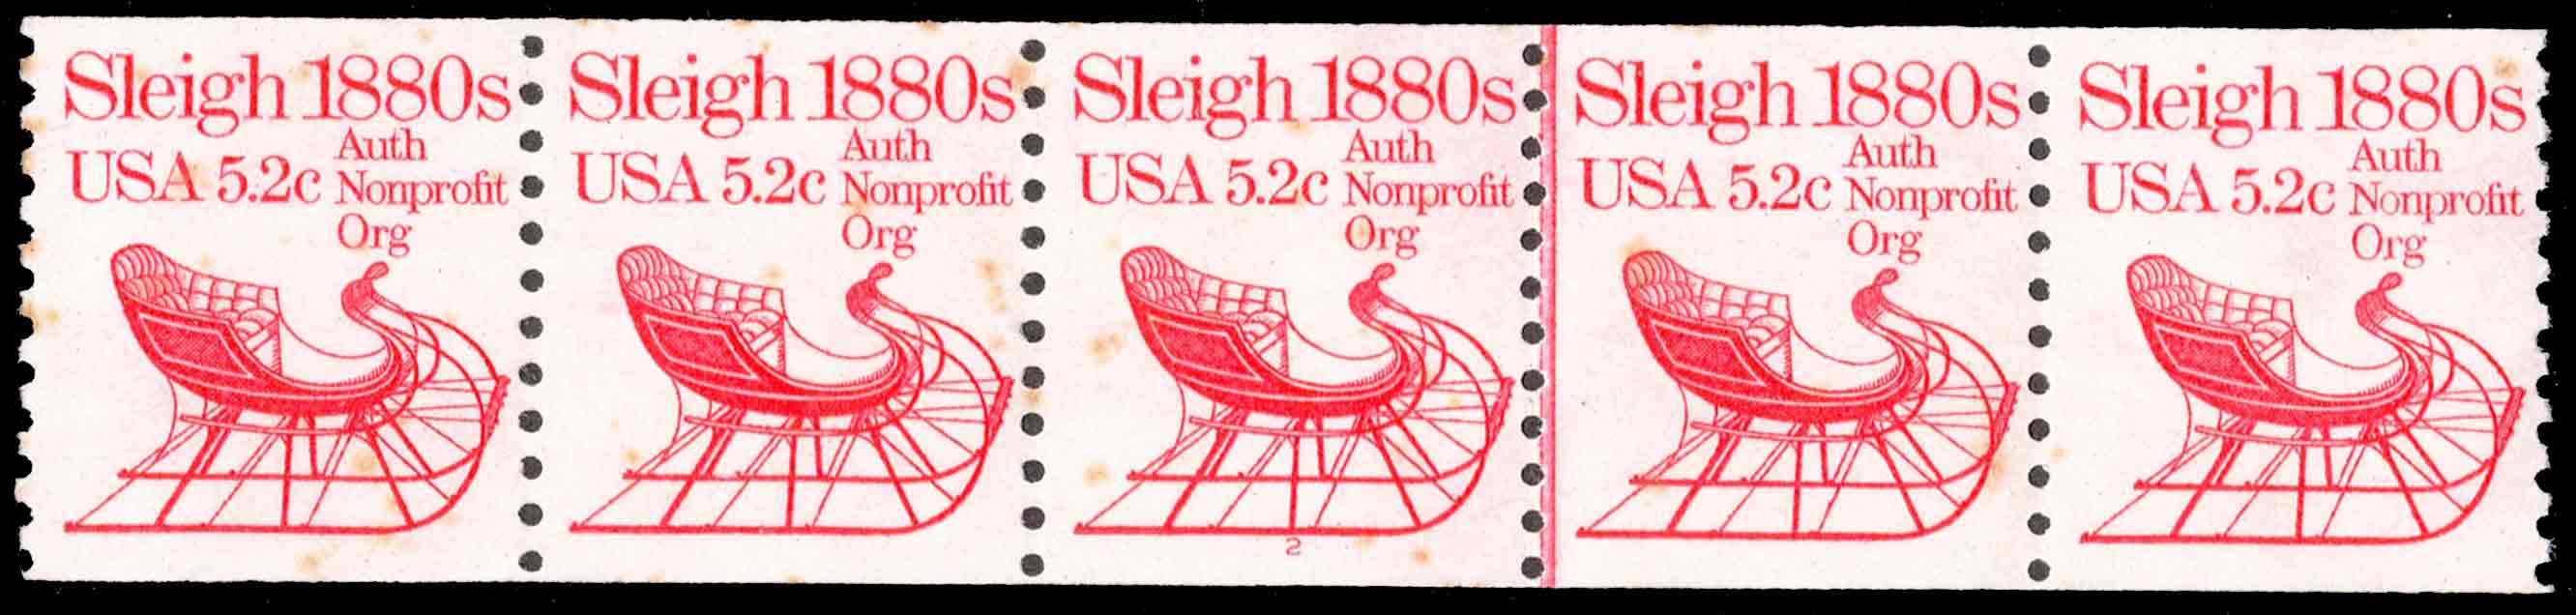 Sleigh 1880s
USA 5.2c Auth
Nonprofit
Org
Sleigh 1880s
USA 5.2c Auth
Nonprofit
Org
Sleigh 1880s
USA 5.2c Auth
Nonprofit
Org
2
Sleigh 1880s
USA 5.2c Auth
Nonprofit
Org
Sleigh 1880s
USA 5.2c Auth
Nonprofit
Org